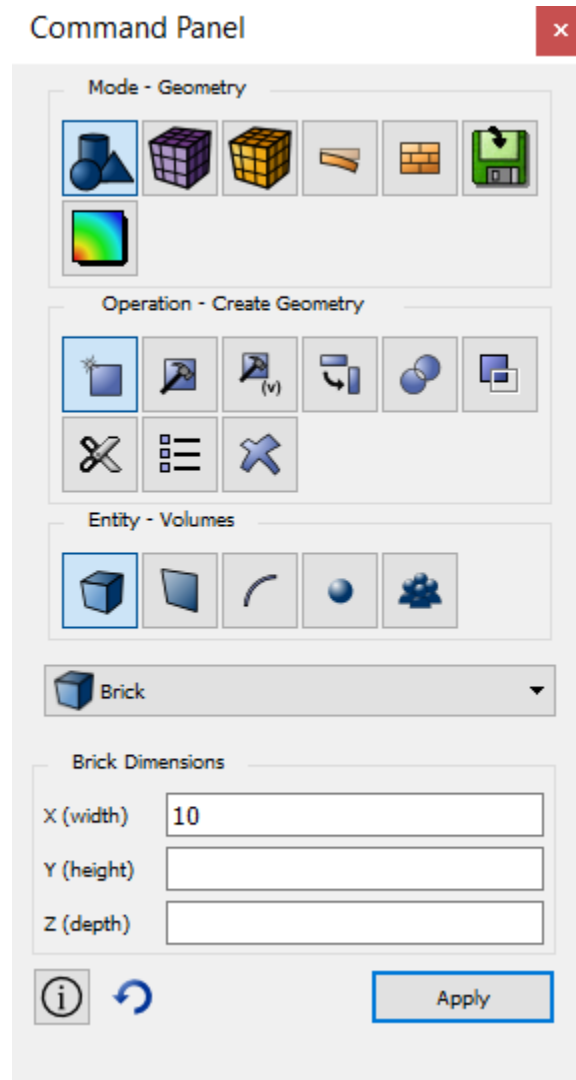 Command Panel
Mode - Geometry
Operation - Create Geometry
(v)
Entity - Volumes
Brick
Brick Dimensions
X (width) 10
Y (height)
Z (depth)
Apply